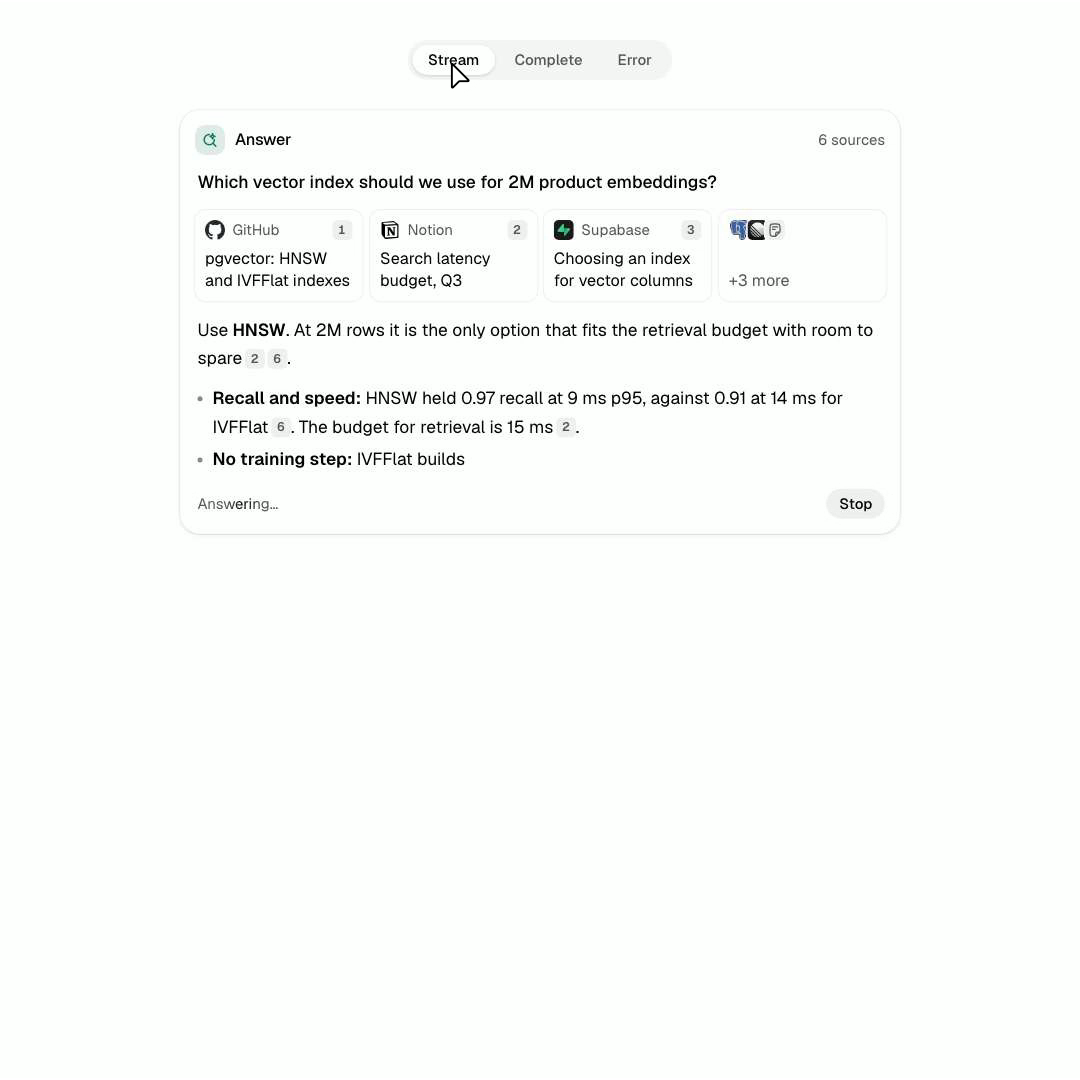 Stream Complete Error
Answer 6 sources
Which vector index should we use for 2M product embeddings?
GitHub 1
pgvector: HNSW
and IVFFlat indexes
Notion 2
Search latency
budget, Q3
Supabase 3
Choosing an index
for vector columns
+3 more
Use HNSW. At 2M rows it is the only option that fits the retrieval budget with room to
spare 2 6.
• Recall and speed: HNSW held 0.97 recall at 9 ms p95, against 0.91 at 14 ms for
IVFFlat 6. The budget for retrieval is 15 ms 2.
• No training step: IVFFlat builds
Answering... Stop